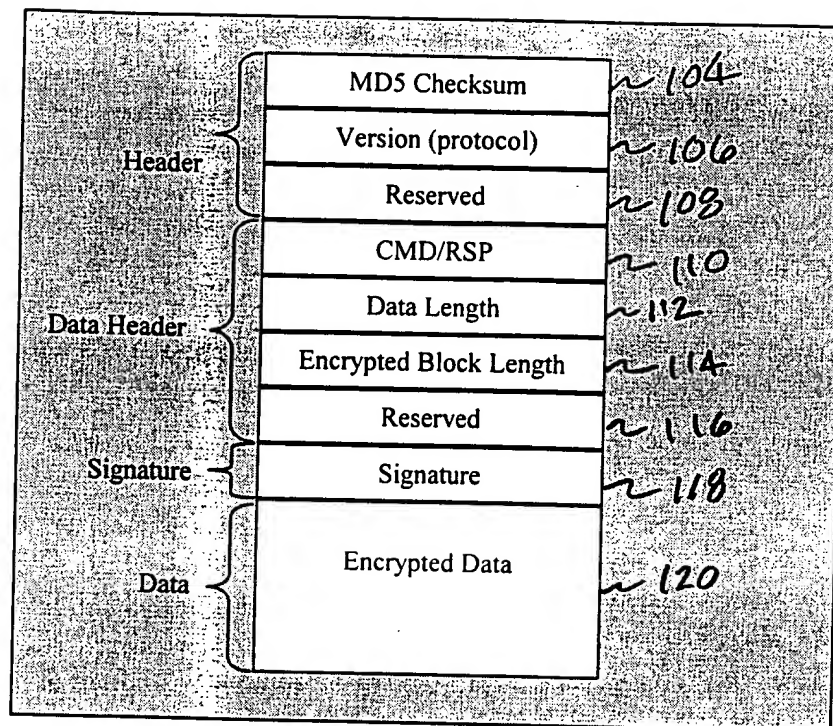 MD5 Checksum 104
Version (protocol) 106
Header
Reserved 108
CMD/RSP 110
Data Length 112
Data Header
Encrypted Block Length 114
Reserved 116
Signature Signature 118
Encrypted Data
Data 120